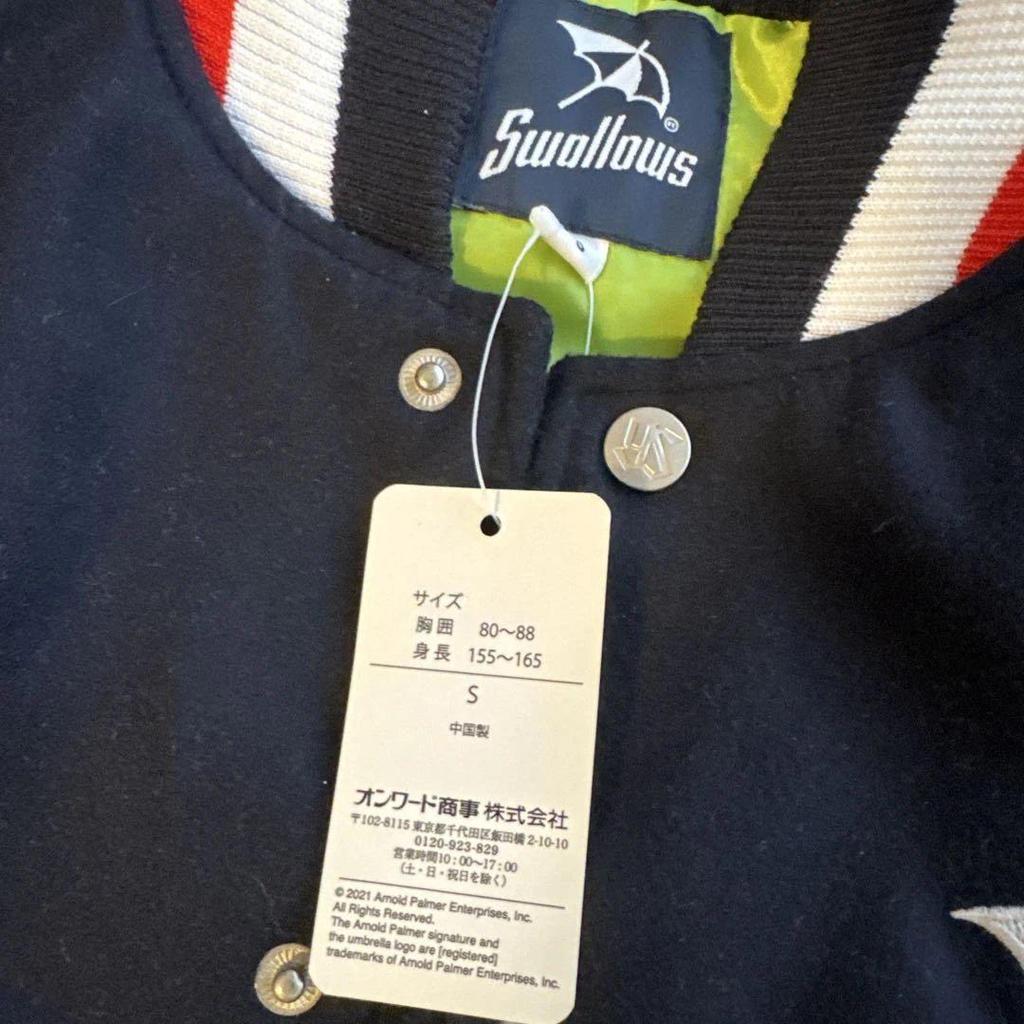 Swallows
サイズ
胸囲 80〜88
身長 155〜165
S
中国製
オンワード商事 株式会社
〒102-8115 東京都千代田区飯田橋 2-10-10
0120-923-829
営業時間10：00〜17：00
（土・日・祝日を除く）
© 2021 Arnold Palmer Enterprises, Inc.
All Rights Reserved.
The Arnold Palmer signature and
the umbrella logo are [registered]
trademarks of Arnold Palmer Enterprises, Inc.